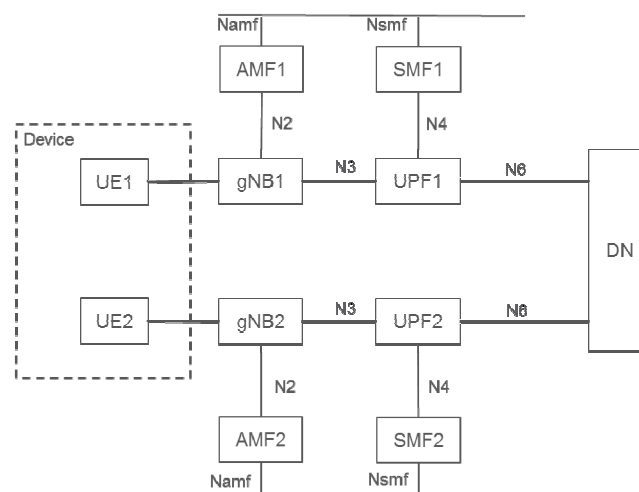 Namf Nsmf
AMF1 SMF1
N2 N4
Device
UE1 gNB1 N3 UPF1 N6
DN
UE2 gNB2 N3 UPF2 N6
N2 N4
AMF2 SMF2
Namf Nsmf